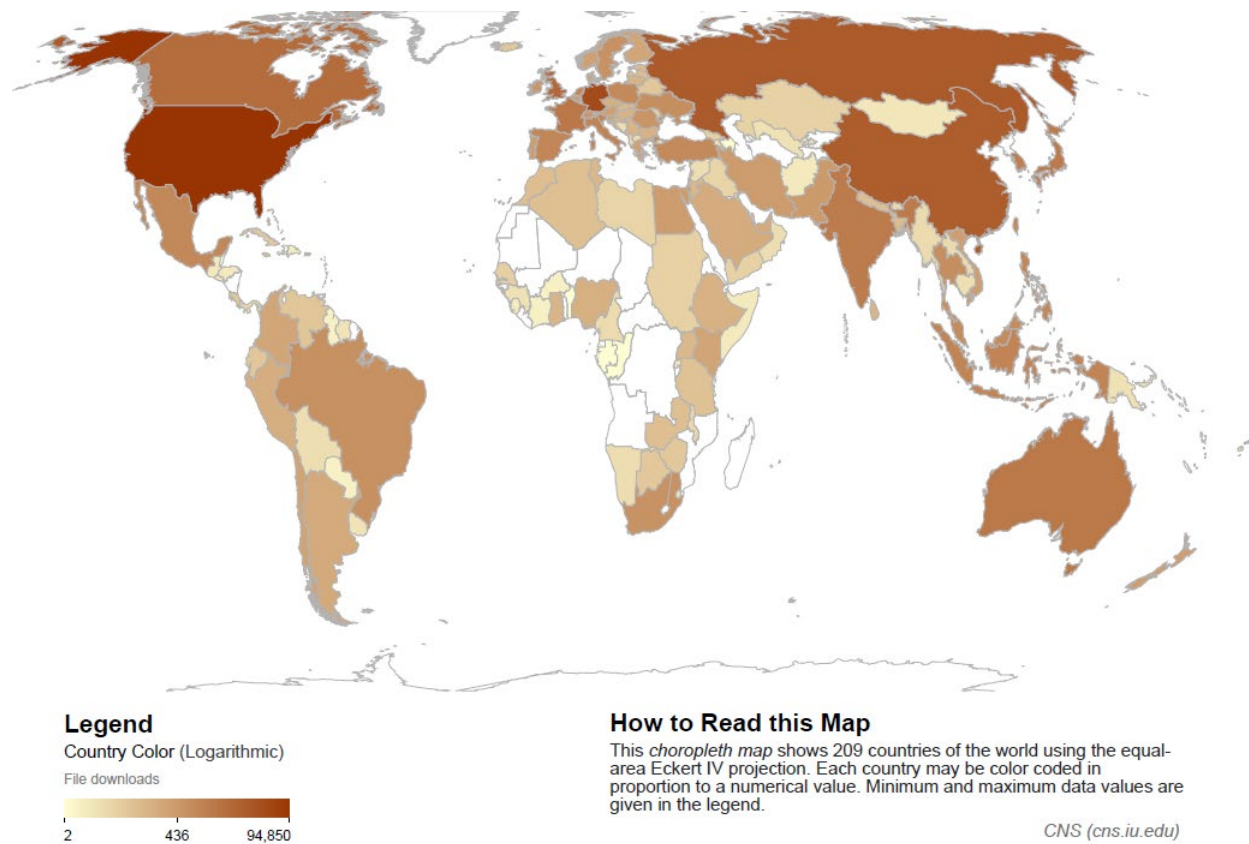 Legend
Country Color (Logarithmic)
File downloads
2 436 94,850
How to Read this Map
This choropleth map shows 209 countries of the world using the equal-
area Eckert IV projection. Each country may be color coded in
proportion to a numerical value. Minimum and maximum data values are
given in the legend.
CNS (cns.iu.edu)